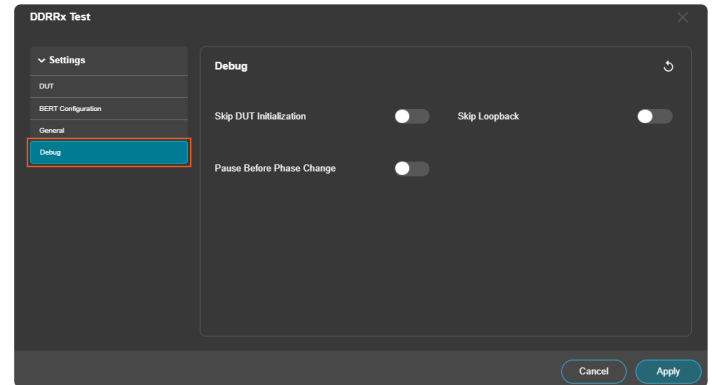 DDRRx Test
Settings
DUT
BERT Configuration
General
Debug
Debug
Skip DUT Initialization
Skip Loopback
Pause Before Phase Change
Cancel
Apply